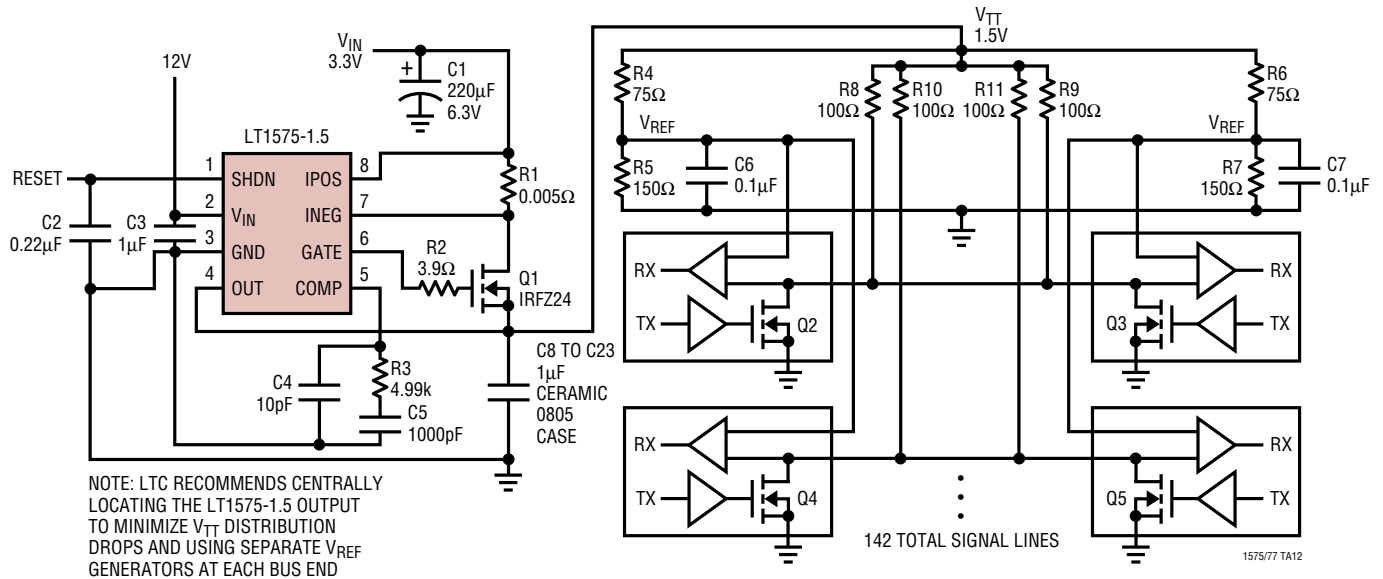 VTT
1.5V
VIN
3.3V
12V
+
C1
220µF
6.3V
R4
75Ω
R8
100Ω
R10
100Ω
R11
100Ω
R9
100Ω
R6
75Ω
VREF
VREF
LT1575-1.5
RESET
1
SHDN
IPOS
8
2
VIN
INEG
7
3
GND
GATE
6
4
OUT
COMP
5
R1
0.005Ω
C2
0.22µF
C3
1µF
R2
3.9Ω
Q1
IRFZ24
R5
150Ω
C6
0.1µF
R7
150Ω
C7
0.1µF
RX
TX
Q2
RX
Q3
TX
C4
10pF
R3
4.99k
C5
1000pF
C8 TO C23
1µF
CERAMIC
0805
CASE
RX
TX
Q4
RX
Q5
TX
142 TOTAL SIGNAL LINES
NOTE: LTC RECOMMENDS CENTRALLY
LOCATING THE LT1575-1.5 OUTPUT
TO MINIMIZE VTT DISTRIBUTION
DROPS AND USING SEPARATE VREF
GENERATORS AT EACH BUS END
1575/77 TA12